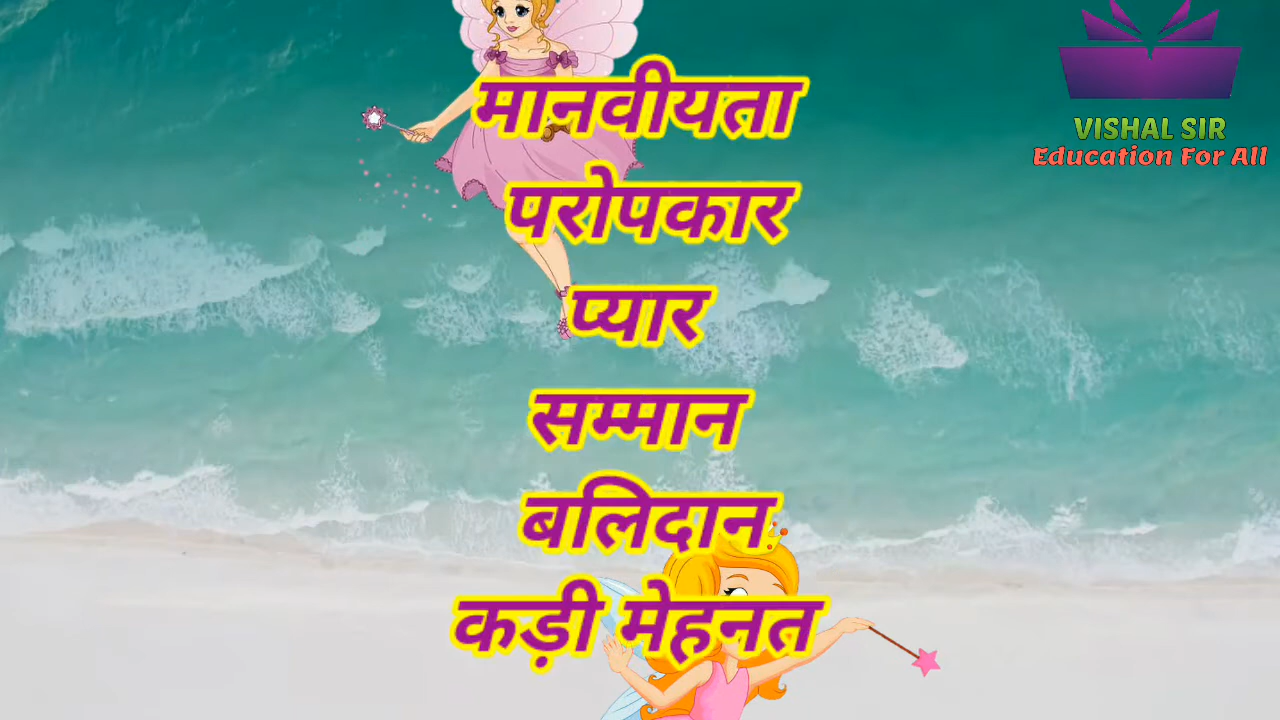 VISHAL SIR
Education For All
मानवीयता
परोपकार
प्यार
सम्मान
बलिदान
कड़ी मेहनत